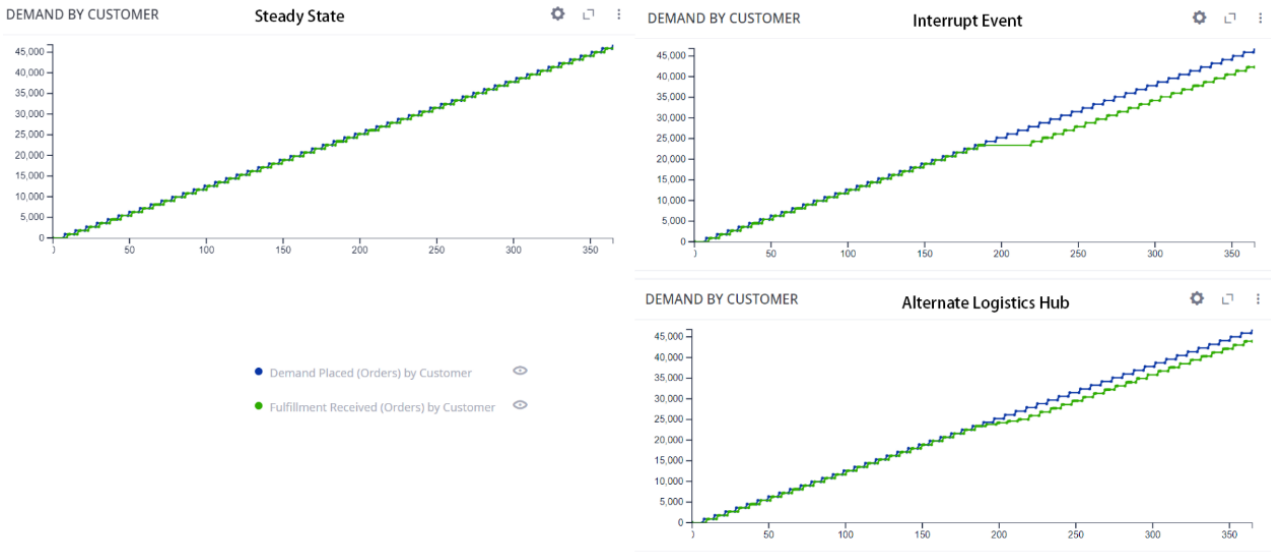 DEMAND BY CUSTOMER
Steady State
45,000
40,000
35,000
30,000
25,000
20,000
15,000
10,000
5,000
0
50 100 150 200 250 300 350
DEMAND BY CUSTOMER
Interrupt Event
45,000
40,000
35,000
30,000
25,000
20,000
15,000
10,000
5,000
0
50 100 150 200 250 300 350
Demand Placed (Orders) by Customer
Fulfillment Received (Orders) by Customer
DEMAND BY CUSTOMER
Alternate Logistics Hub
45,000
40,000
35,000
30,000
25,000
20,000
15,000
10,000
5,000
0
50 100 150 200 250 300 350